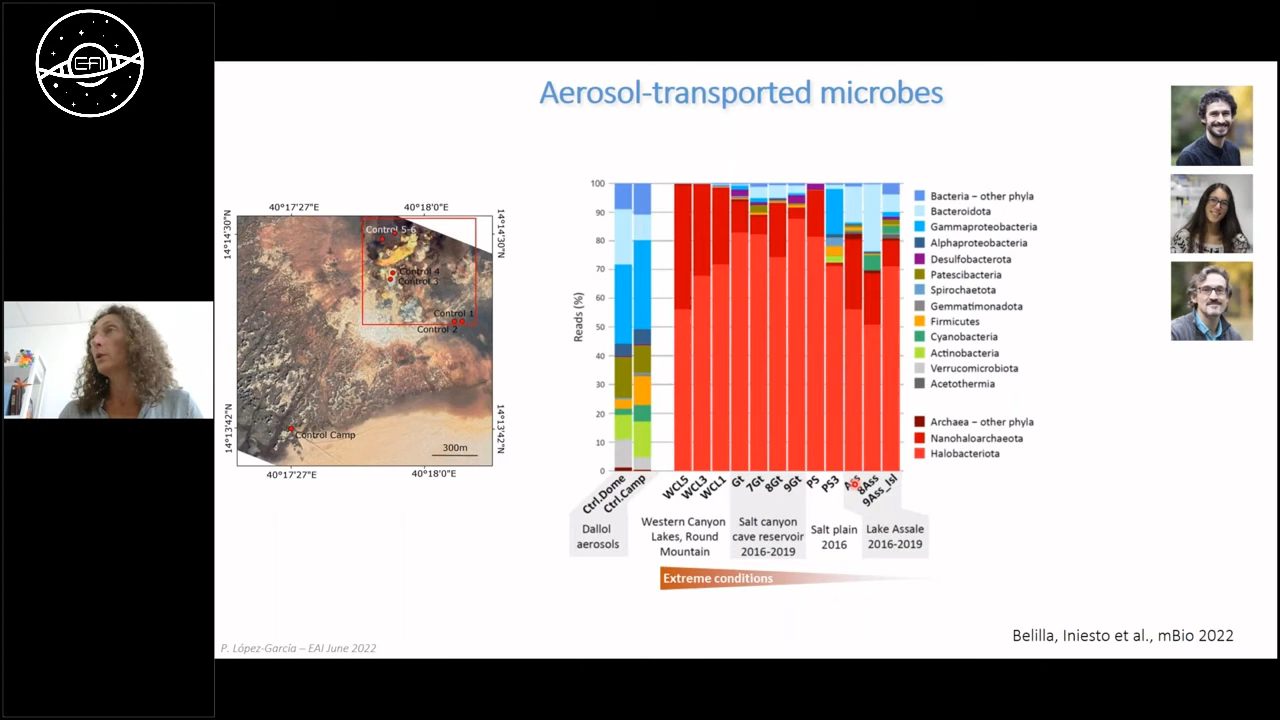 EAI
Aerosol-transported microbes
40°17'27"E
40°18'0"E
14°14'30"N
14°14'30"N
Control 5-6
Control 4
Control 3
Control 1
Control 2
Control Camp
300m
14°13'42"N
14°13'42"N
40°17'27"E
40°18'0"E
Reads (%)
100
90
80
70
60
50
40
30
20
10
0
Bacteria – other phyla
Bacteroidota
Gammaproteobacteria
Alphaproteobacteria
Desulfobacterota
Patescibacteria
Spirochaetota
Gemmatimonadota
Firmicutes
Cyanobacteria
Actinobacteria
Verrucomicrobiota
Acetothermia
Archaea – other phyla
Nanohaloarchaeota
Halobacteriota
Ctrl.Dome
Ctrl.Camp
WCL5
WCL3
WCL1
Gt
7Gt
8Gt
9Gt
PS
PS3
Ass
8Ass
9Ass_Isl
Dallol
aerosols
Western Canyon
Lakes, Round
Mountain
Salt canyon
cave reservoir
2016-2019
Salt plain
2016
Lake Assale
2016-2019
Extreme conditions
Belilla, Iniesto et al., mBio 2022
P. López-García – EAI June 2022